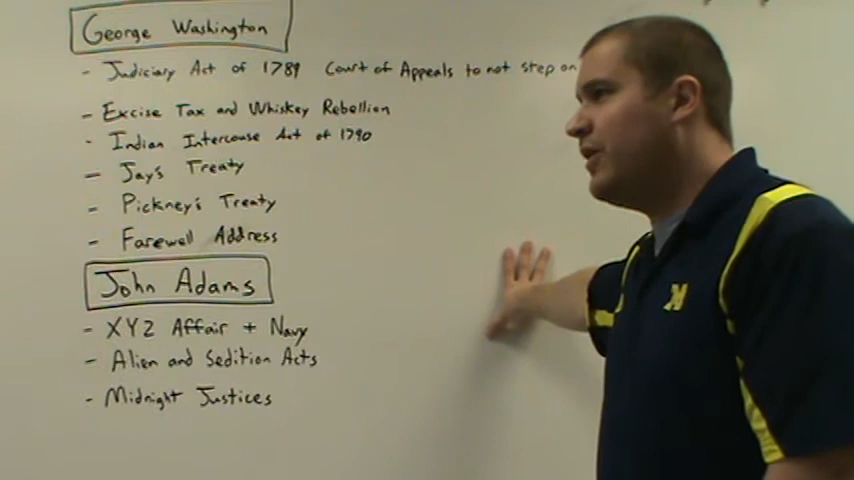 George Washington
- Judiciary Act of 1789 Court of Appeals to not step on
- Excise Tax and Whiskey Rebellion
- Indian Intercouse Act of 1790
- Jay's Treaty
- Pickney's Treaty
- Farewell Address
John Adams
- XYZ Affair + Navy
- Alien and Sedition Acts
- Midnight Justices